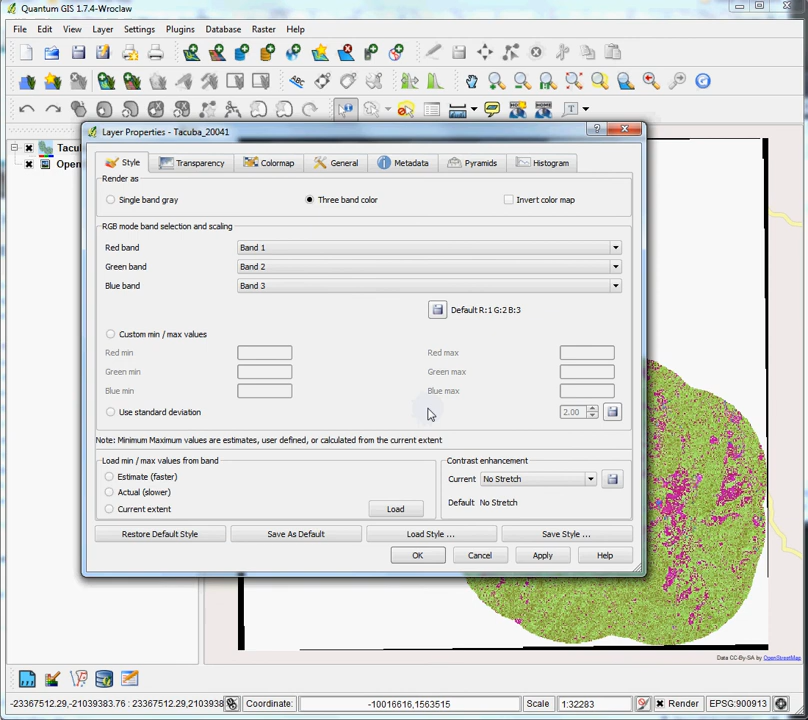 Quantum GIS 1.7.4-Wroclaw
File Edit View Layer Settings Plugins Database Raster Help
Layer Properties - Tacuba_20041
Tacu
Open
Style Transparency Colormap General Metadata Pyramids Histogram
Render as
Single band gray Three band color Invert color map
RGB mode band selection and scaling
Red band Band 1
Green band Band 2
Blue band Band 3
Default R:1 G:2 B:3
Custom min / max values
Red min Red max
Green min Green max
Blue min Blue max
Use standard deviation 2.00
Note: Minimum Maximum values are estimates, user defined, or calculated from the current extent
Load min / max values from band Contrast enhancement
Estimate (faster) Current No Stretch
Actual (slower)
Current extent Load Default No Stretch
Restore Default Style Save As Default Load Style ... Save Style ...
OK Cancel Apply Help
Data CC-By-SA by OpenStreetMap
-23367512.29,-21039383.76 : 23367512.29,2103938 Coordinate: -10016616,1563515 Scale 1:32283 Render EPSG:900913